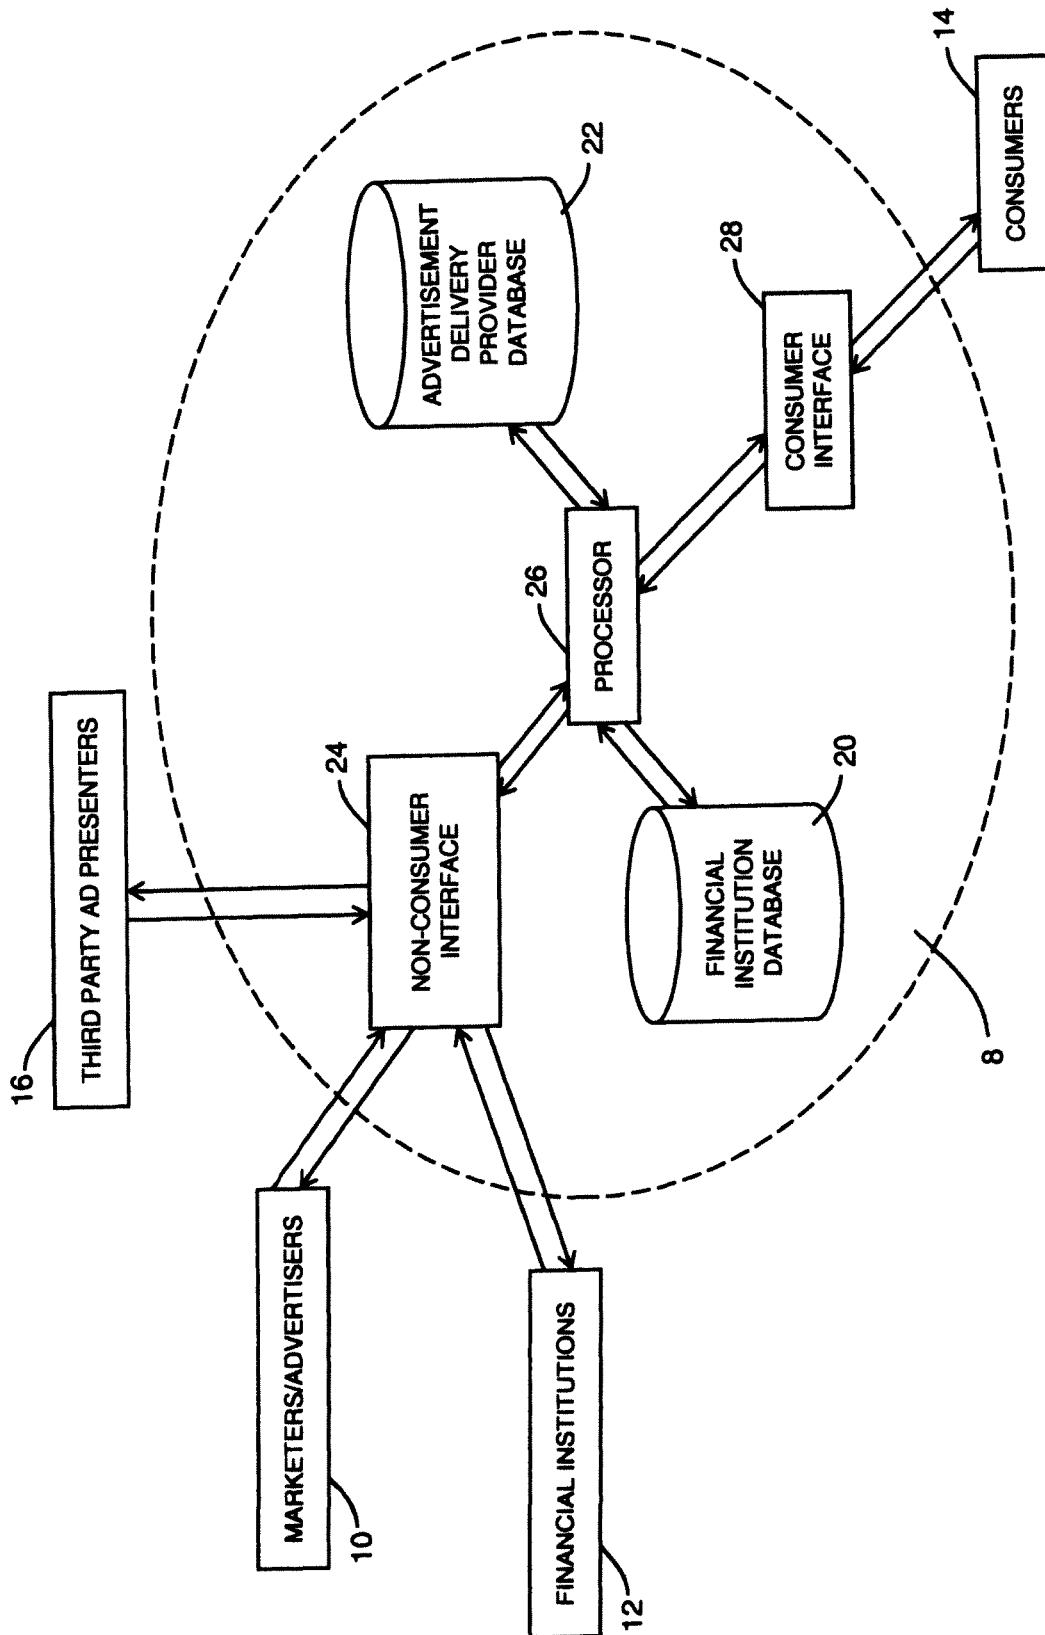 16
THIRD PARTY AD PRESENTERS
MARKETERS/ADVERTISERS
10
FINANCIAL INSTITUTIONS
12
24
NON-CONSUMER
INTERFACE
26
PROCESSOR
ADVERTISEMENT
DELIVERY
PROVIDER
DATABASE
22
FINANCIAL
INSTITUTION
DATABASE
20
28
CONSUMER
INTERFACE
14
CONSUMERS
8